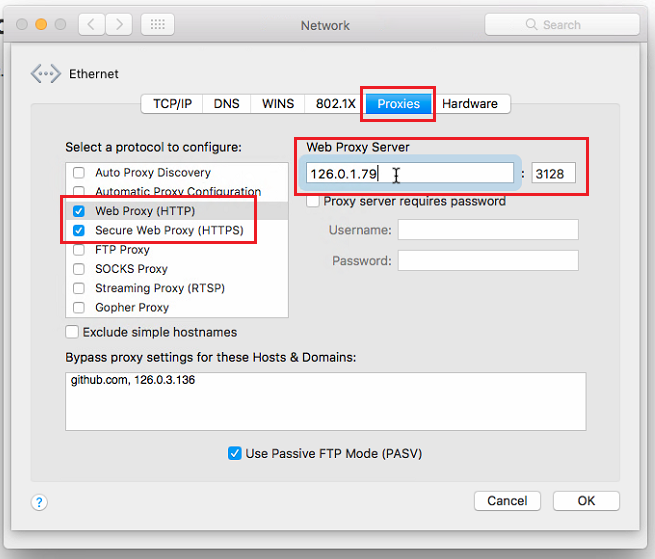 Network
Search
Ethernet
TCP/IP DNS WINS 802.1X Proxies Hardware
Select a protocol to configure:
Auto Proxy Discovery
Automatic Proxy Configuration
Web Proxy (HTTP)
Secure Web Proxy (HTTPS)
FTP Proxy
SOCKS Proxy
Streaming Proxy (RTSP)
Gopher Proxy
Exclude simple hostnames
Web Proxy Server
126.0.1.79 : 3128
Proxy server requires password
Username:
Password:
Bypass proxy settings for these Hosts & Domains:
github.com, 126.0.3.136
Use Passive FTP Mode (PASV)
? Cancel OK